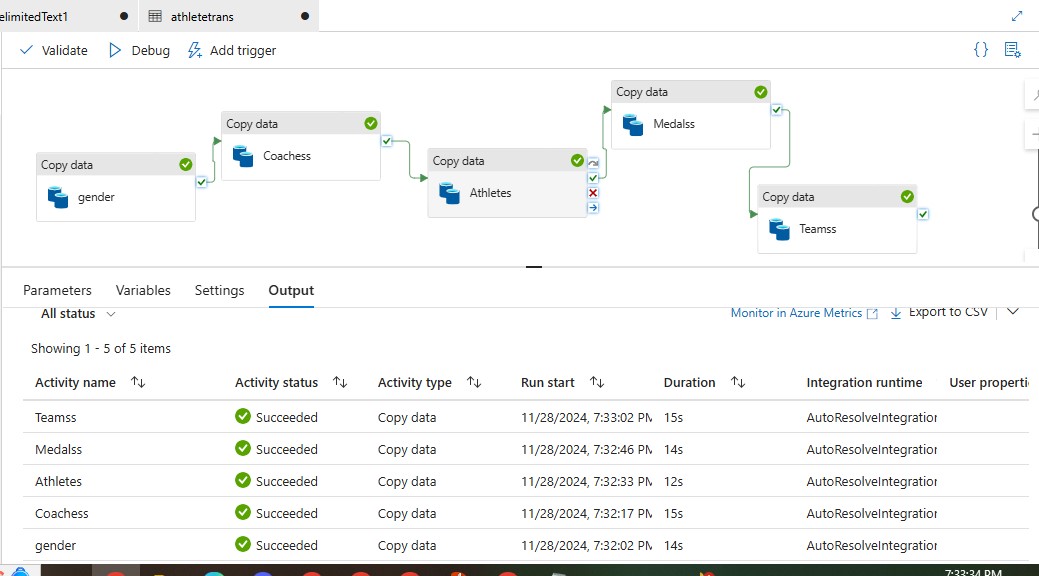 elimitedText1 athletetrans
Validate Debug Add trigger {}
Copy data
Medalss
Copy data
Coachess
Copy data
Athletes
Copy data
gender
Copy data
Teamss
Parameters Variables Settings Output
All status Monitor in Azure Metrics Export to CSV
Showing 1 - 5 of 5 items
Activity name Activity status Activity type Run start Duration Integration runtime User properti
Teamss Succeeded Copy data 11/28/2024, 7:33:02 PM 15s AutoResolveIntegration
Medalss Succeeded Copy data 11/28/2024, 7:32:46 PM 14s AutoResolveIntegration
Athletes Succeeded Copy data 11/28/2024, 7:32:33 PM 12s AutoResolveIntegration
Coachess Succeeded Copy data 11/28/2024, 7:32:17 PM 15s AutoResolveIntegration
gender Succeeded Copy data 11/28/2024, 7:32:02 PM 14s AutoResolveIntegration
7:33:34 PM